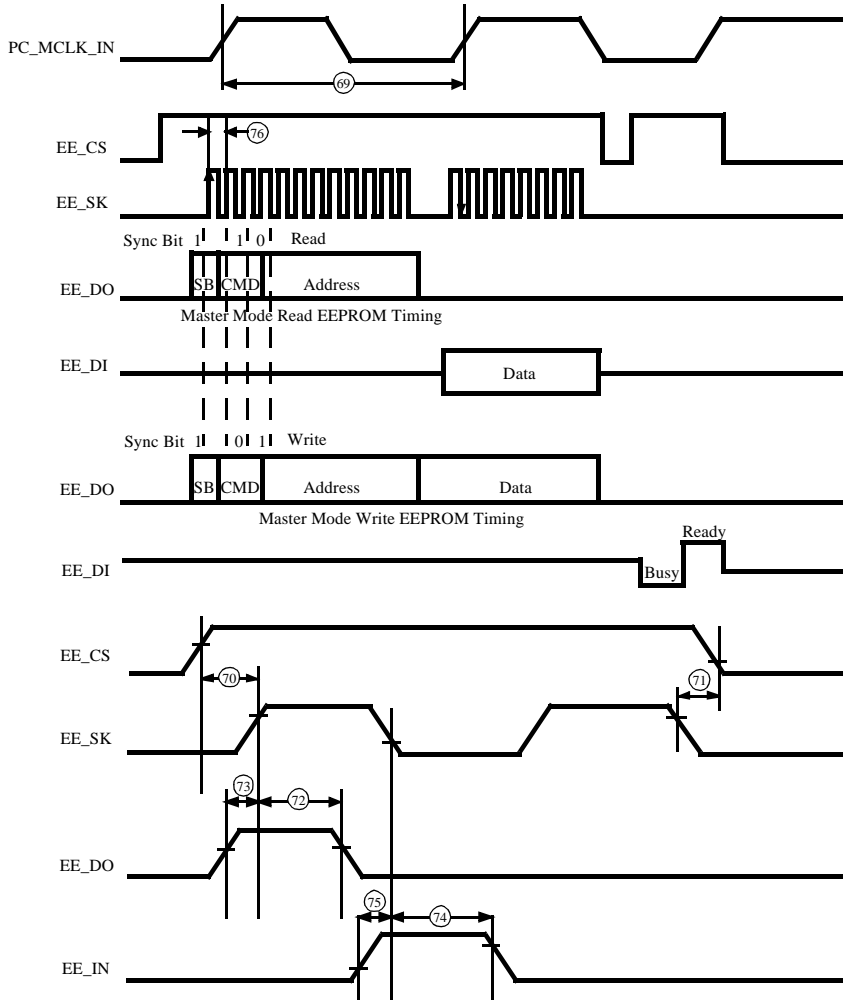 PC_MCLK_IN
69
EE_CS
76
EE_SK
Sync Bit 1 1 0 Read
EE_DO
SB CMD Address
Master Mode Read EEPROM Timing
EE_DI
Data
Sync Bit 1 0 1 Write
EE_DO
SB CMD Address Data
Master Mode Write EEPROM Timing
Ready
EE_DI
Busy
EE_CS
70
71
EE_SK
73
72
EE_DO
75
74
EE_IN